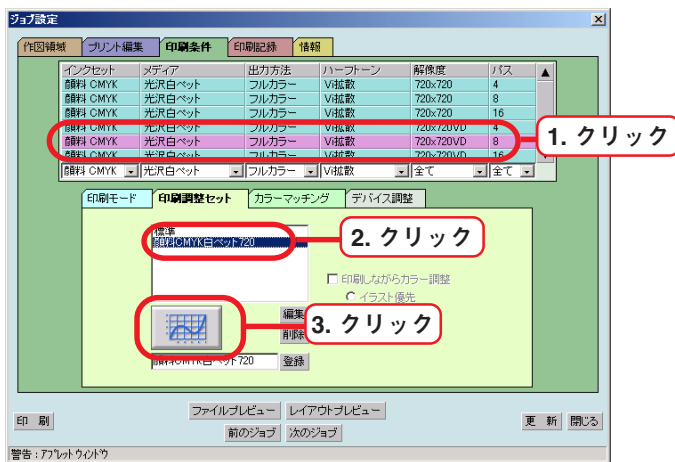 ジョブ設定
作図領域 プリント編集 印刷条件 印刷記録 情報
インクセット メディア 出力方法 ハーフトーン 解像度 パス
顔料 CMYK 光沢白ペット フルカラー Vi拡散 720x720 4
顔料 CMYK 光沢白ペット フルカラー Vi拡散 720x720 8
顔料 CMYK 光沢白ペット フルカラー Vi拡散 720x720 16
顔料 CMYK 光沢白ペット フルカラー Vi拡散 720x720VD 4
顔料 CMYK 光沢白ペット フルカラー Vi拡散 720x720VD 8
顔料 CMYK 光沢白ペット フルカラー Vi拡散 720x720VD 16
1. クリック
顔料 CMYK 光沢白ペット フルカラー Vi拡散 全て 全て
印刷モード 印刷調整セット カラーマッチング デバイス調整
標準
顔料CMYK白ペット720
2. クリック
印刷しながらカラー調整
イラスト優先
編集
3. クリック
削除
顔料CMYK白ペット720 登録
ファイルプレビュー レイアウトプレビュー
印 刷 更 新 閉じる
前のジョブ 次のジョブ
警告 : アプレットウィンドウ